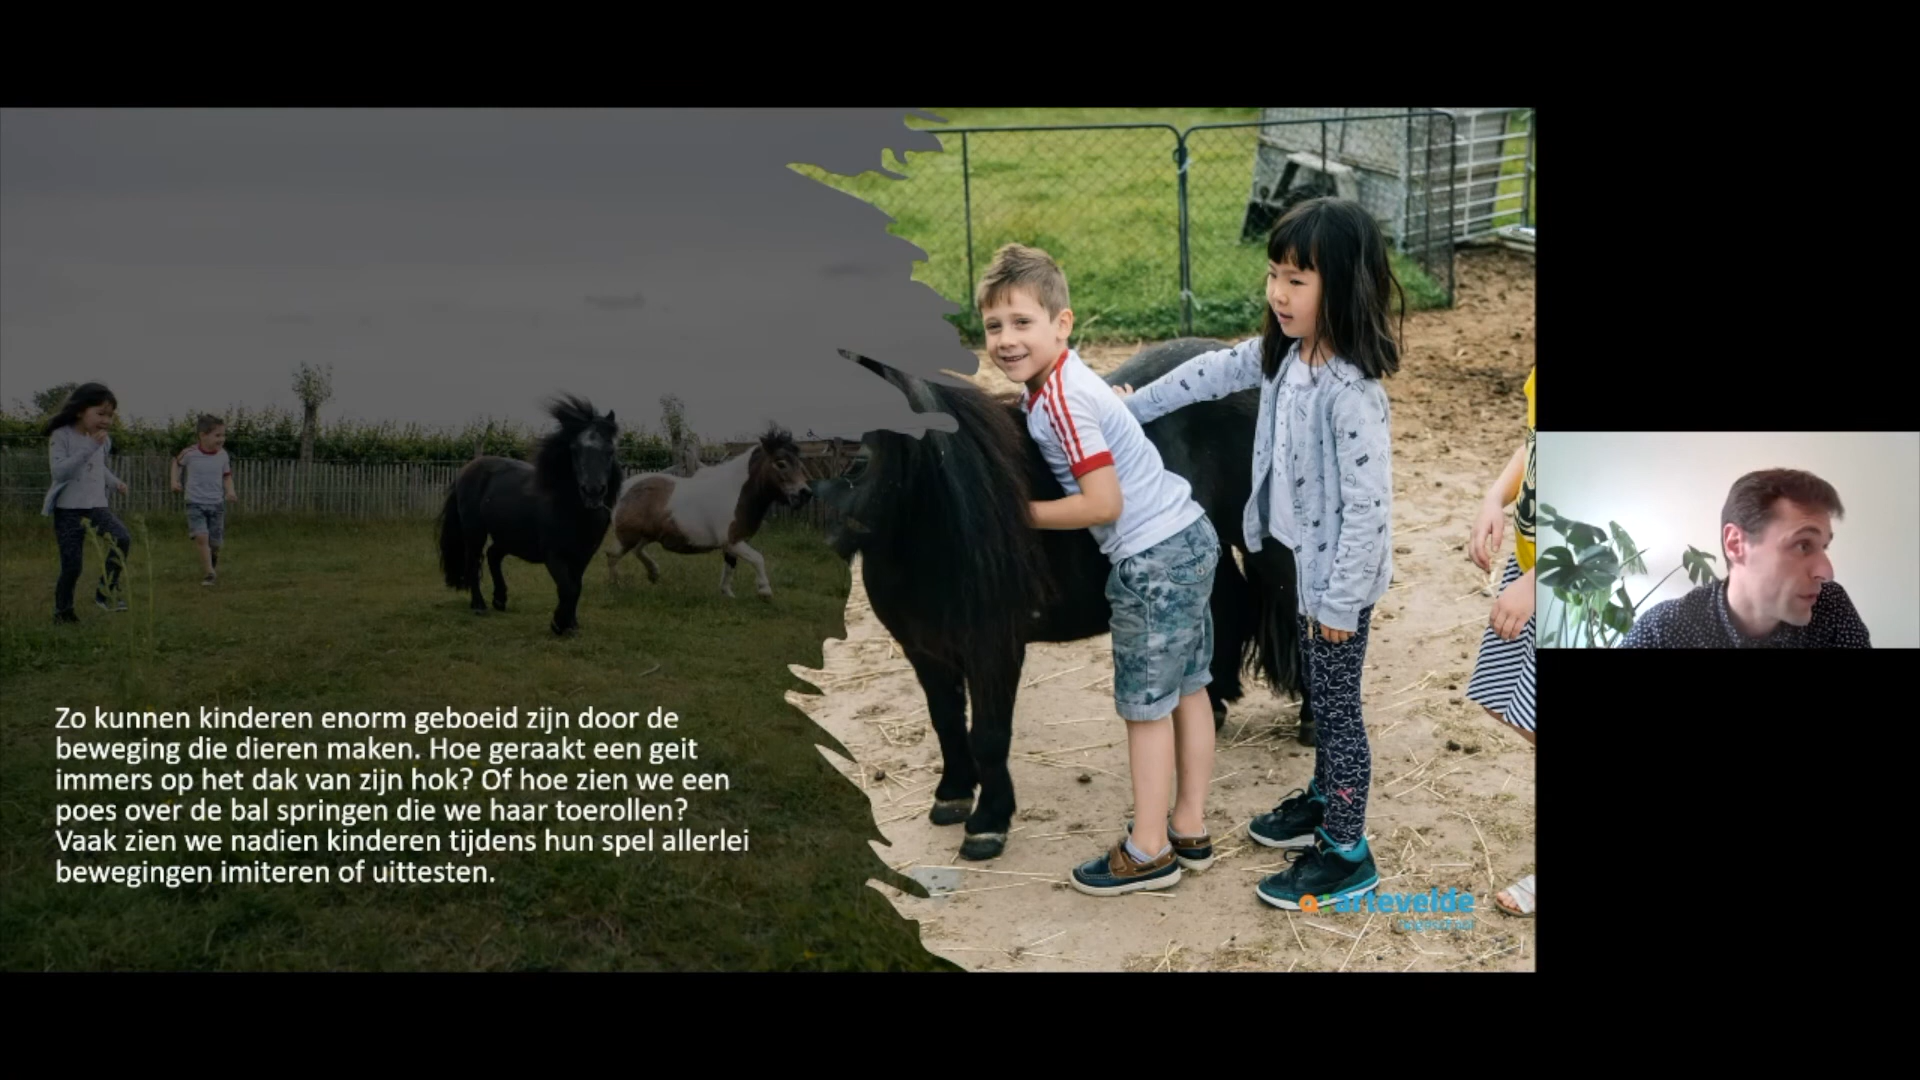 Zo kunnen kinderen enorm geboeid zijn door de
beweging die dieren maken. Hoe geraakt een geit
immers op het dak van zijn hok? Of hoe zien we een
poes over de bal springen die we haar toerollen?
Vaak zien we nadien kinderen tijdens hun spel allerlei
bewegingen imiteren of uittesten.
artevelde